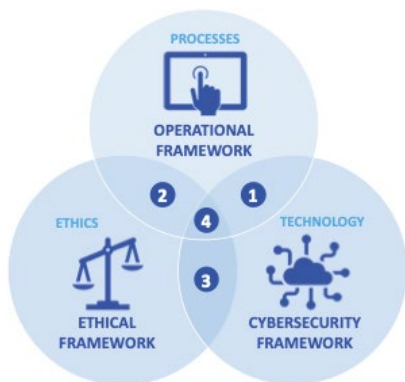 PROCESSES
OPERATIONAL
FRAMEWORK
2
1
4
ETHICS
TECHNOLOGY
3
ETHICAL
FRAMEWORK
CYBERSECURITY
FRAMEWORK